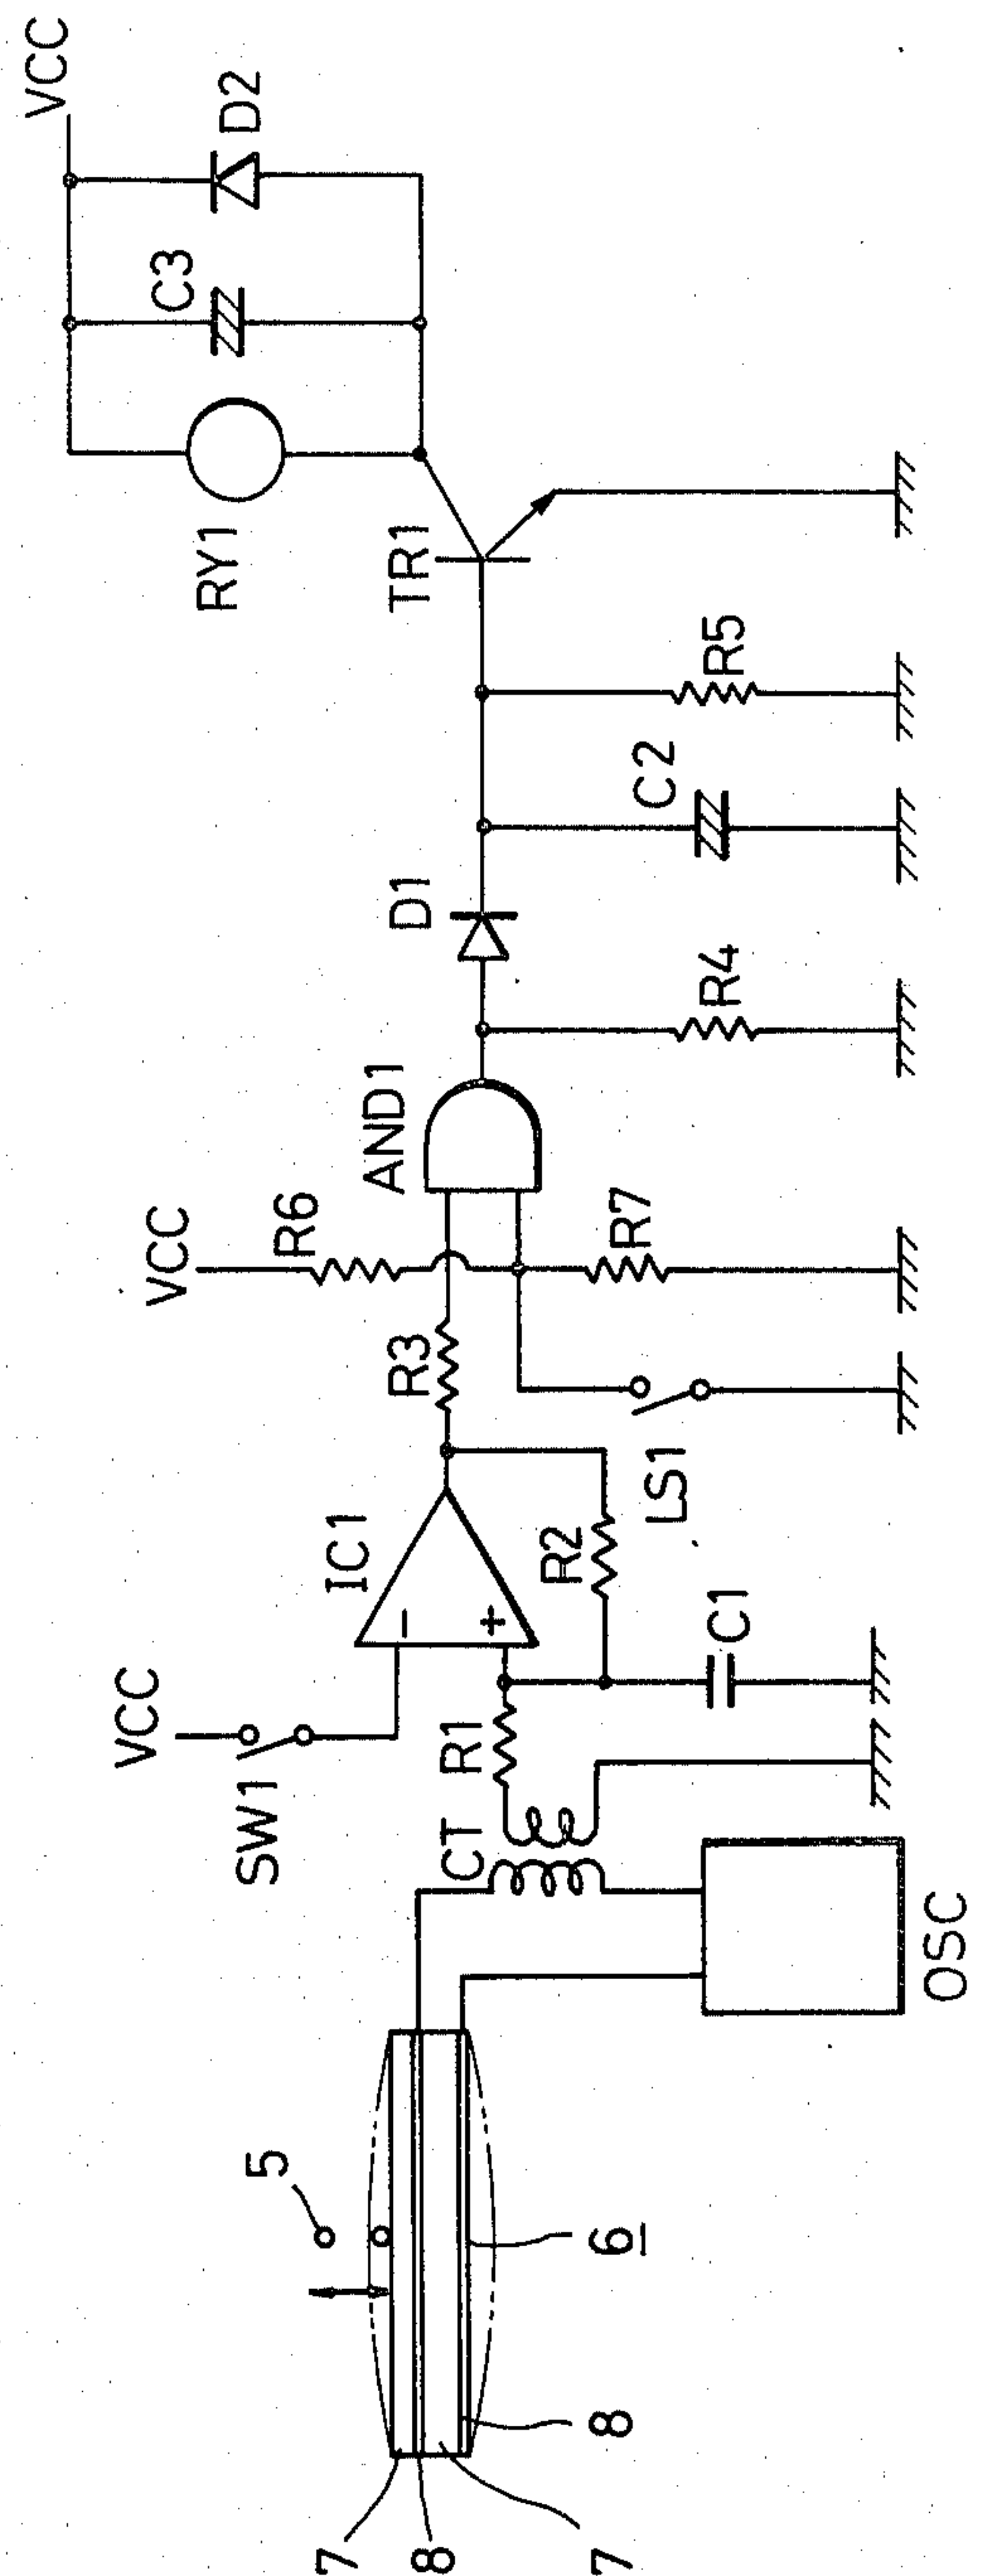 VCC
D2
C3
RY1
TR1
R5
C2
D1
R4
AND1
VCC
R6
R7
R3
LS1
IC1
−
+
R2
C1
VCC
SW1
R1
CT
OSC
5
6
8
7
8
7